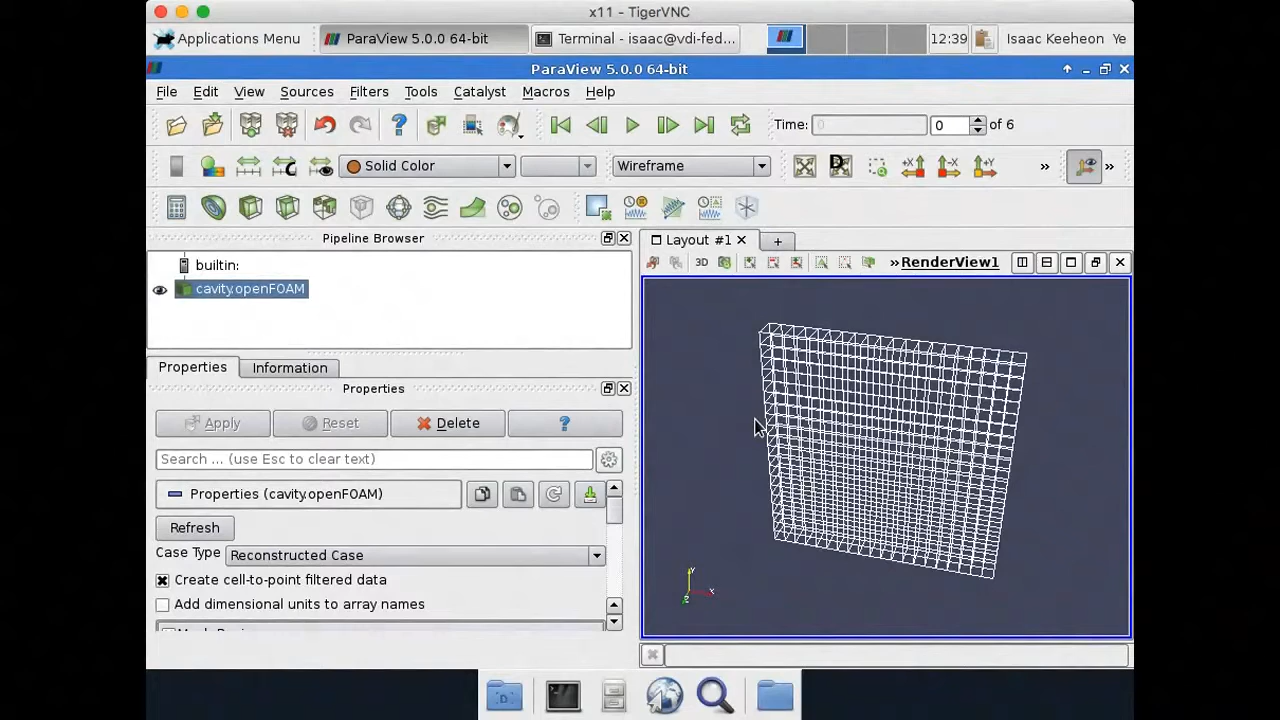 x11 - TigerVNC
Applications Menu
ParaView 5.0.0 64-bit
Terminal - isaac@vdi-fed...
12:39
Isaac Keeheon Ye
ParaView 5.0.0 64-bit
File Edit View Sources Filters Tools Catalyst Macros Help
Time: 0 0 of 6
Solid Color
Wireframe
+X -X +Y
Pipeline Browser
Layout #1
builtin:
3D
RenderView1
cavity.openFOAM
Properties Information
Properties
Apply Reset Delete ?
Search ... (use Esc to clear text)
Properties (cavity.openFOAM)
Refresh
Case Type Reconstructed Case
Create cell-to-point filtered data
Add dimensional units to array names
Y
X
Z